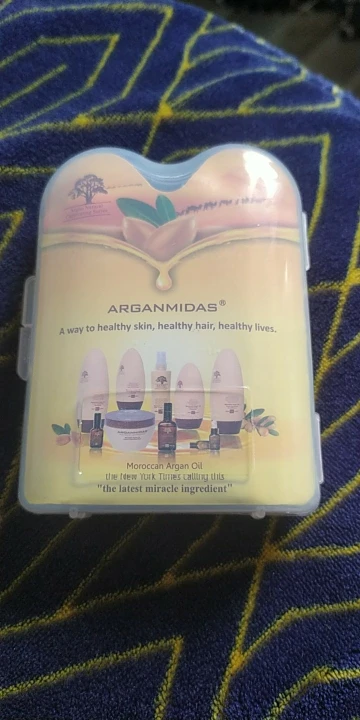 ARGANMIDAS®
A way to healthy skin, healthy hair, healthy lives.
Moroccan Argan Oil
the New York Times calling this
"the latest miracle ingredient"